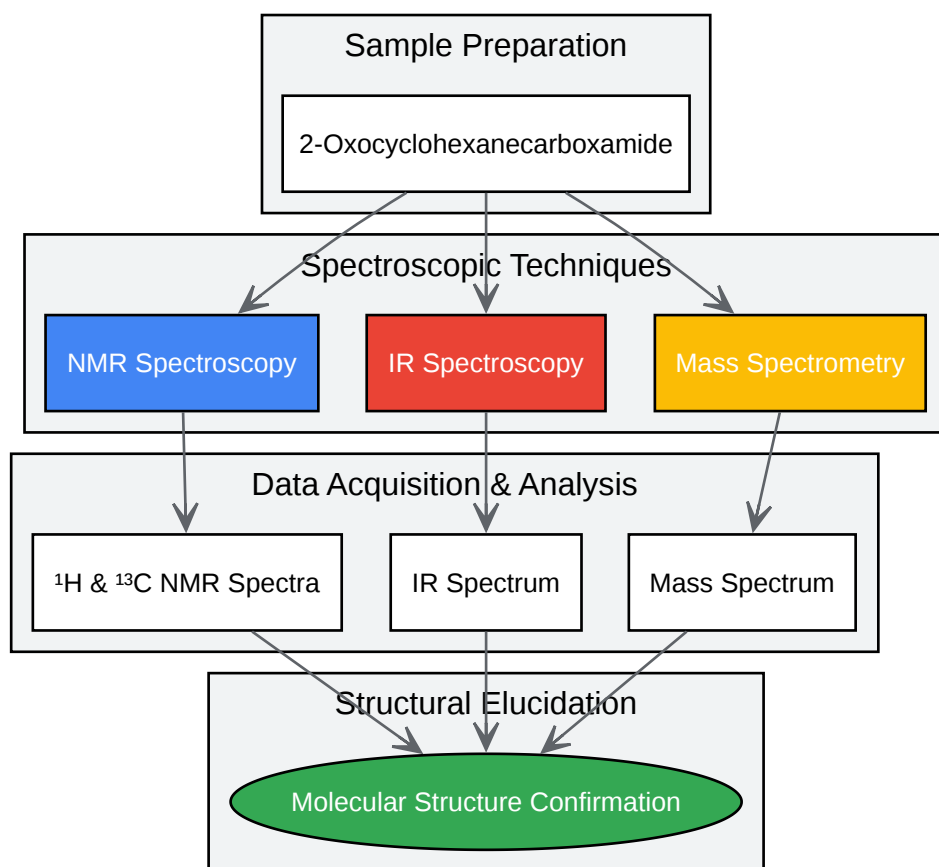 Sample Preparation
2-Oxocyclohexanecarboxamide
Spectroscopic Techniques
NMR Spectroscopy
IR Spectroscopy
Mass Spectrometry
Data Acquisition & Analysis
¹H & ¹³C NMR Spectra
IR Spectrum
Mass Spectrum
Structural Elucidation
Molecular Structure Confirmation